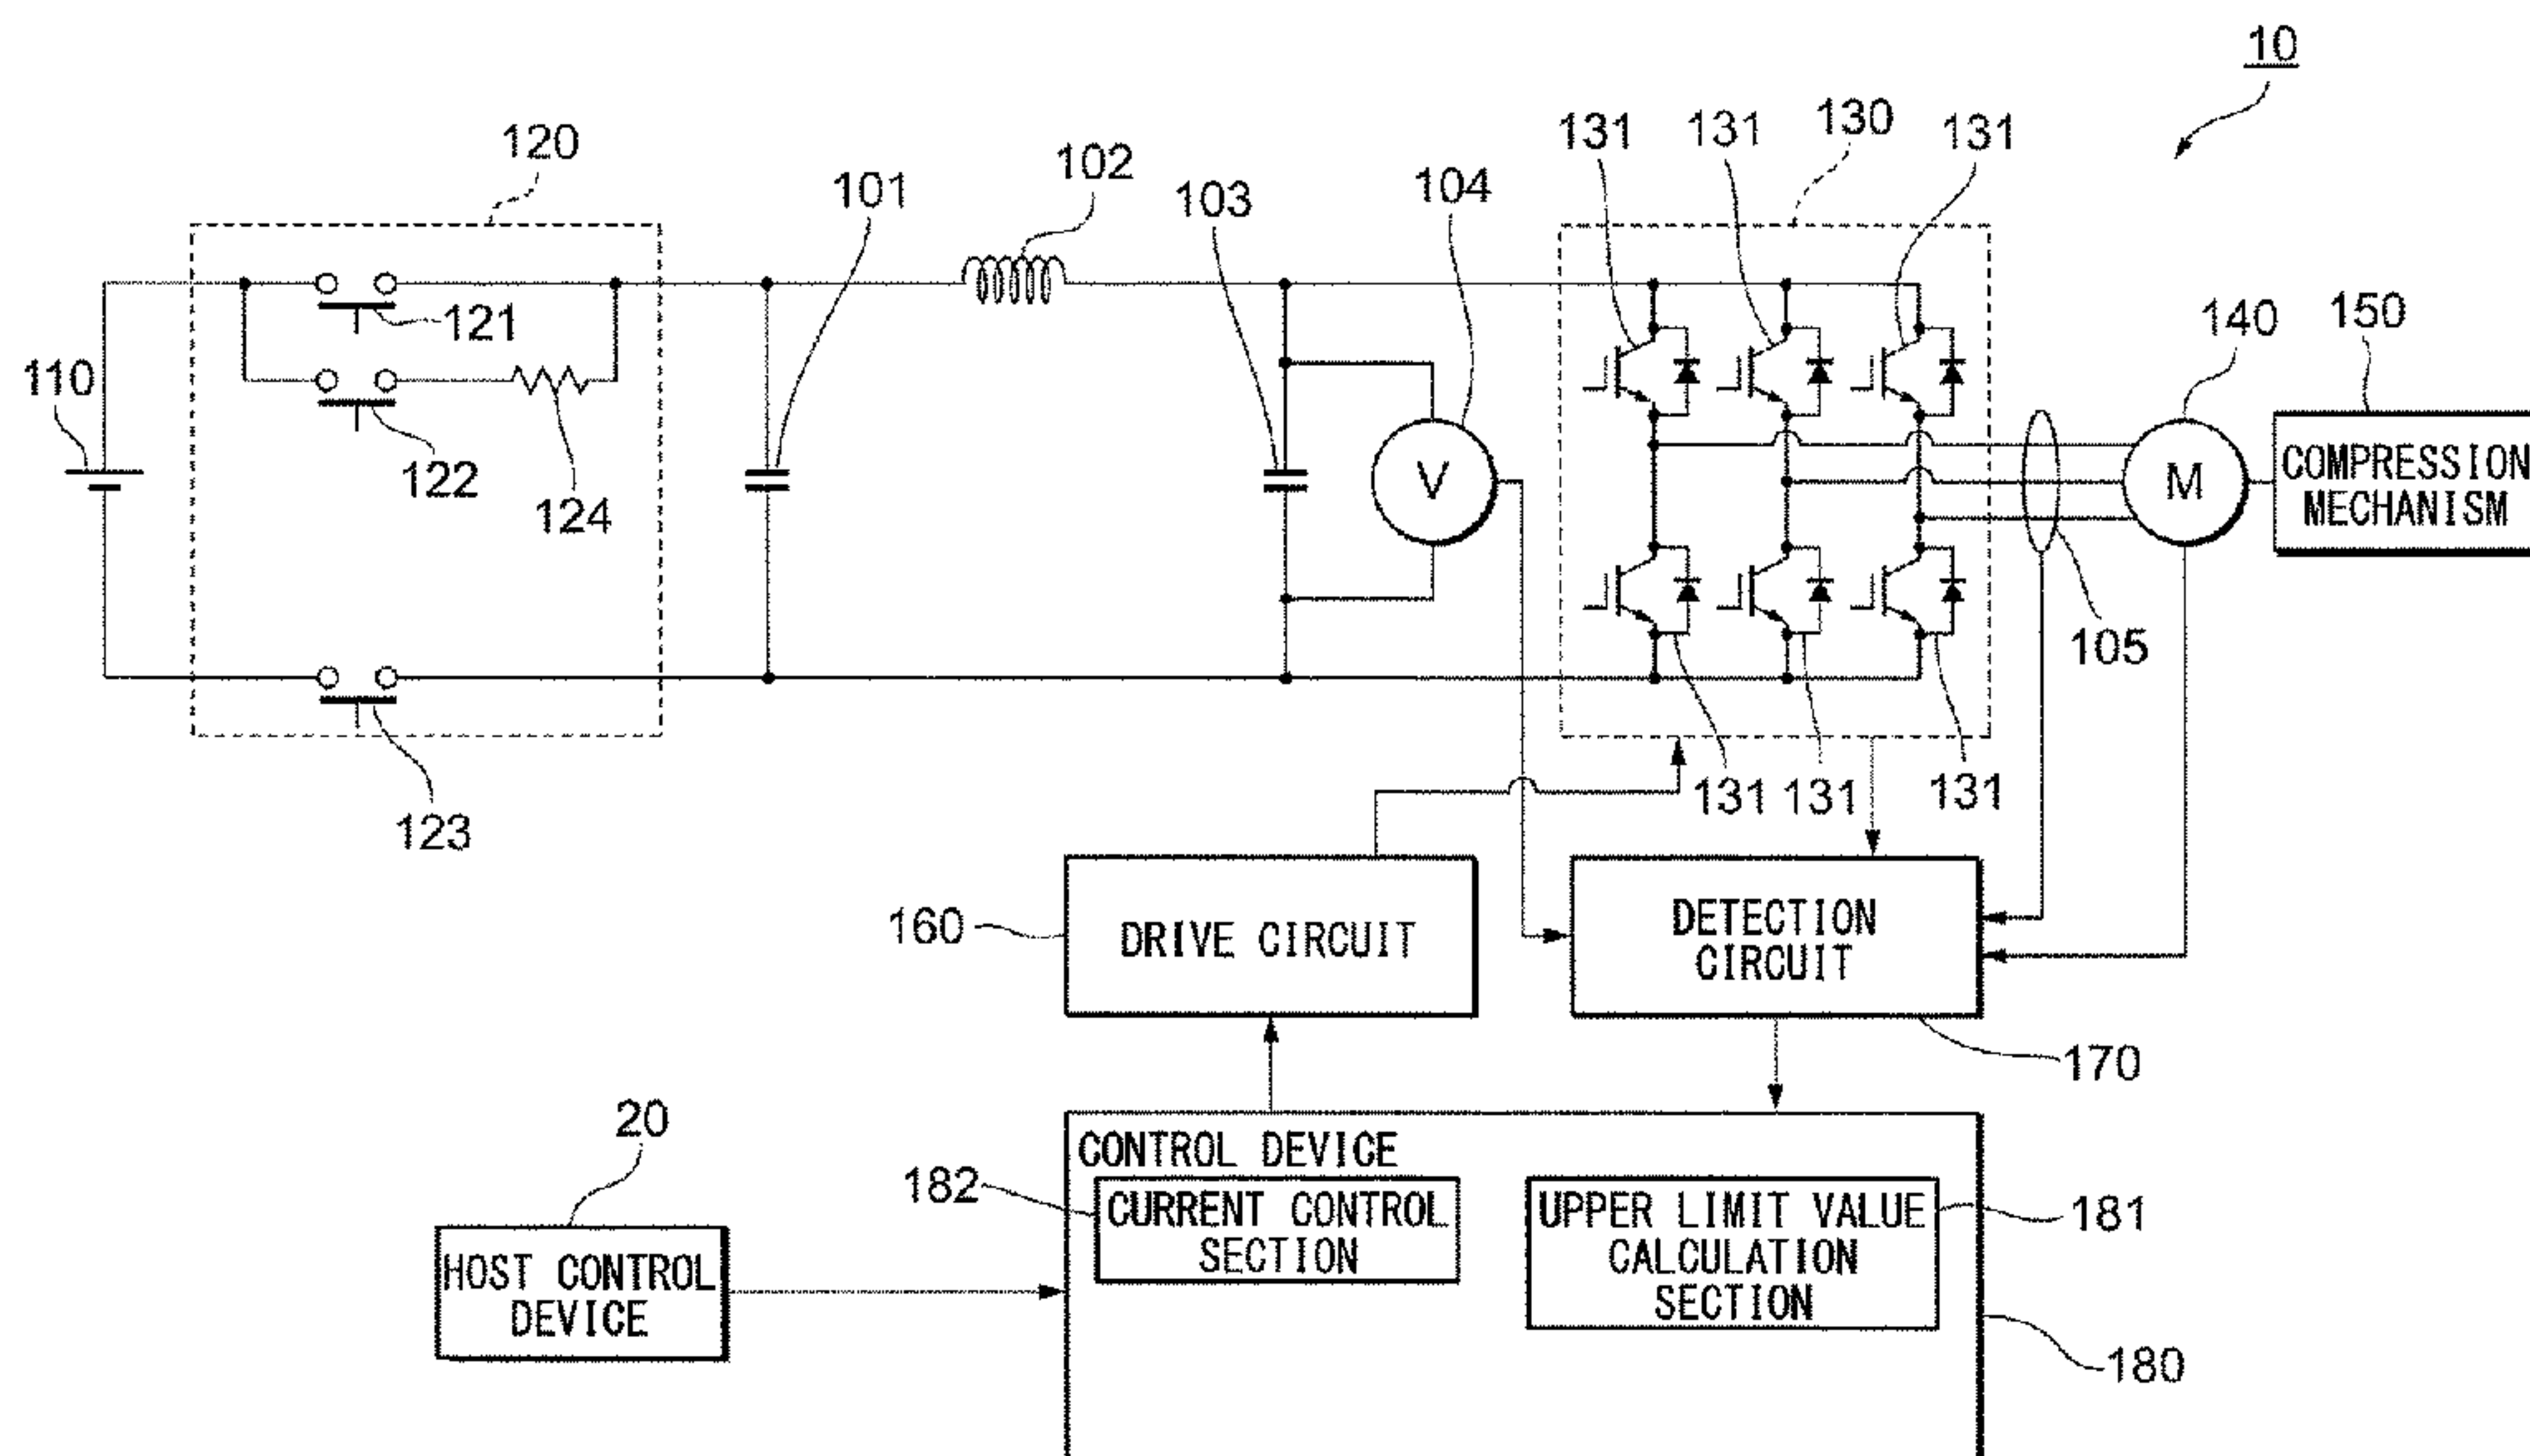 10
120
102
131
131
130
131
101
103
104
121
140
150
110
122
124
V
M
COMPRESSION
MECHANISM
105
123
131
131
131
160
DRIVE CIRCUIT
DETECTION
CIRCUIT
170
20
CONTROL DEVICE
182
CURRENT CONTROL
SECTION
UPPER LIMIT VALUE
CALCULATION
SECTION
181
HOST CONTROL
DEVICE
180